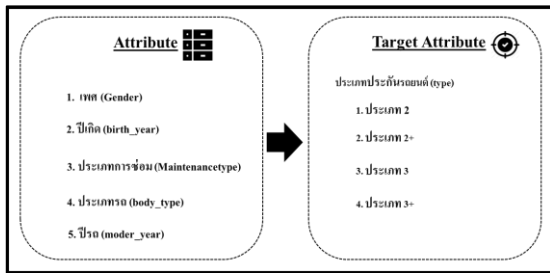 Attribute
1. เพศ (Gender)
2. ปีเกิด (birth_year)
3. ประเภทการซ่อม (Maintenancetype)
4. ประเภทรถ (body_type)
5. ปีรถ (moder_year)
Target Attribute
ประเภทประกันรถยนต์ (type)
1. ประเภท 2
2. ประเภท 2+
3. ประเภท 3
4. ประเภท 3+